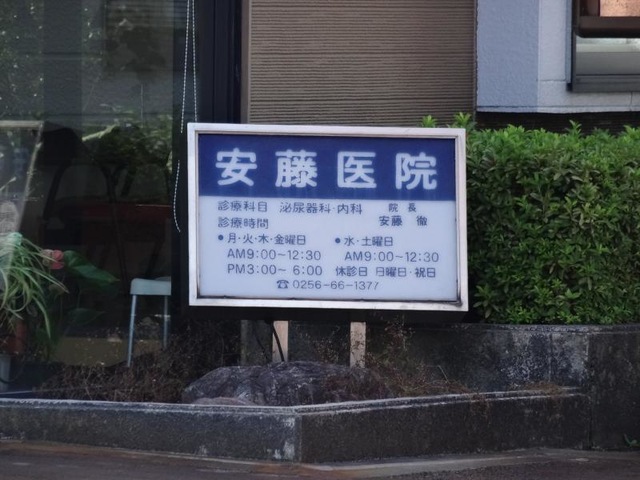 安藤医院
診療科目 泌尿器科・内科 院長
診療時間 安藤 徹
●月・火・木・金曜日 ●水・土曜日
AM9:00～12:30 AM9:00～12:30
PM3:00～6:00 休診日 日曜日・祝日
☎0256-66-1377